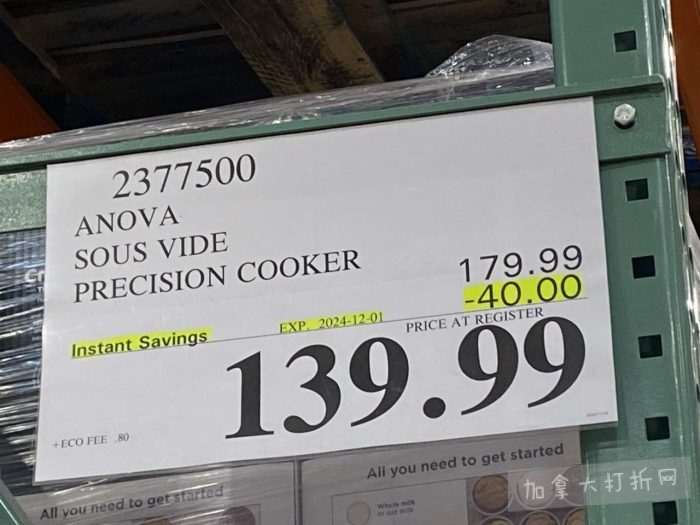 2377500
ANOVA
SOUS VIDE
PRECISION COOKER
179.99
-40.00
Instant Savings
EXP. 2024-12-01
PRICE AT REGISTER
139.99
+ECO FEE .80
All you need to get started
All you need to get started
Whole milk
加拿大打折网